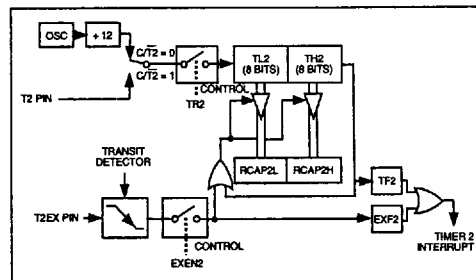 OSC
÷ 12
C/T2 = 0
C/T2 = 1
TL2
(8 BITS)
TH2
(8 BITS)
CONTROL
TR2
T2 PIN
TRANSIT
DETECTOR
RCAP2L
RCAP2H
TF2
T2EX PIN
EXF2
CONTROL
EXEN2
TIMER 2
INTERRUPT